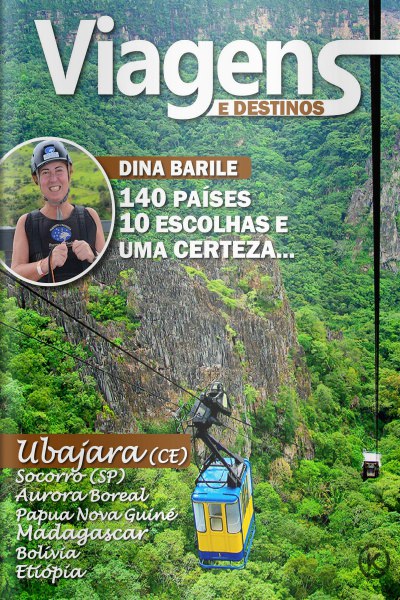 Viagens
E DESTINOS
DINA BARILE
140 PAÍSES
10 ESCOLHAS E
UMA CERTEZA...
Ubajara (CE)
Socorro (SP)
Aurora Boreal
Papua Nova Guiné
Madagascar
Bolívia
Etiópia
K